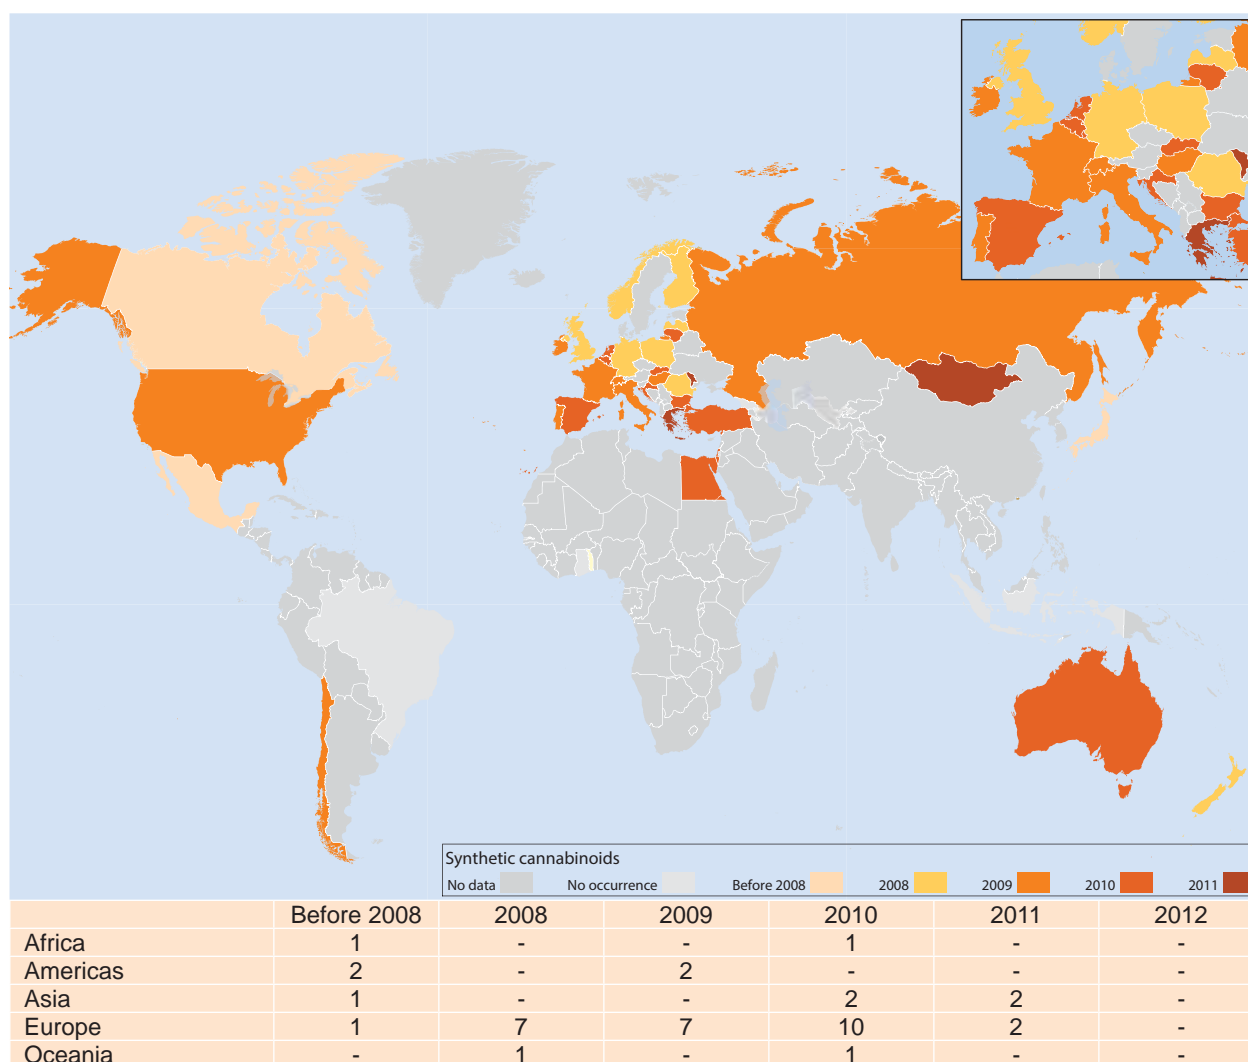 Synthetic cannabinoids
No data No occurrence Before 2008 2008 2009 2010 2011
Before 2008 2008 2009 2010 2011 2012
Africa 1 - - 1 - -
Americas 2 - 2 - - -
Asia 1 - - 2 2 -
Europe 1 7 7 10 2 -
Oceania - 1 - 1 - -